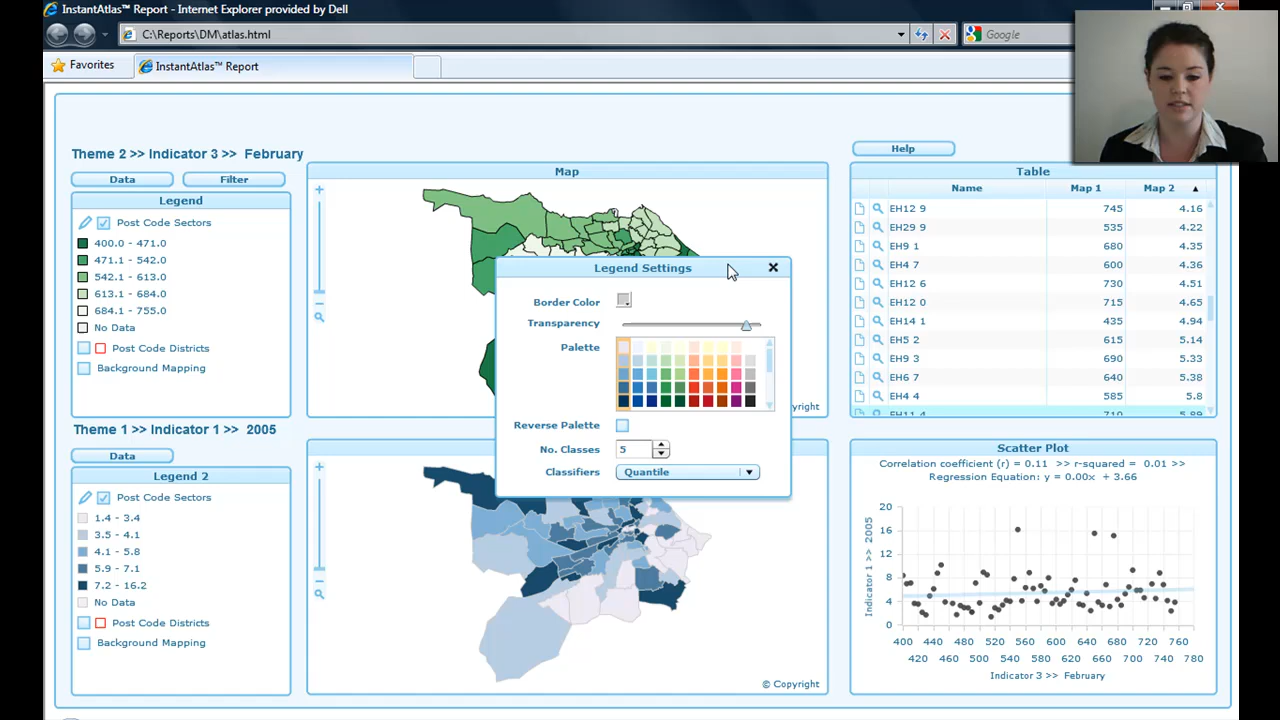 InstantAtlas™ Report - Internet Explorer provided by Dell
C:\Reports\DM\atlas.html
Google
Favorites
InstantAtlas™ Report
Theme 2 >> Indicator 3 >> February
Data
Filter
Legend
Post Code Sectors
400.0 - 471.0
471.1 - 542.0
542.1 - 613.0
613.1 - 684.0
684.1 - 755.0
No Data
Post Code Districts
Background Mapping
Map
Help
Table
Name Map 1 Map 2
EH12 9 745 4.16
EH29 9 535 4.22
EH9 1 680 4.35
EH4 7 600 4.36
EH12 6 730 4.51
EH12 0 715 4.65
EH14 1 435 4.94
EH5 2 615 5.14
EH9 3 690 5.33
EH6 7 640 5.38
EH4 4 585 5.8
EH11 4 710 5.89
Legend Settings
Border Color
Transparency
Palette
Reverse Palette
No. Classes 5
Classifiers Quantile
yright
Theme 1 >> Indicator 1 >> 2005
Data
Legend 2
Post Code Sectors
1.4 - 3.4
3.5 - 4.1
4.1 - 5.8
5.9 - 7.1
7.2 - 16.2
No Data
Post Code Districts
Background Mapping
© Copyright
Scatter Plot
Correlation coefficient (r) = 0.11 >> r-squared = 0.01 >>
Regression Equation: y = 0.00x + 3.66
Indicator 1 >> 2005
20
16
12
8
4
0
400 440 480 520 560 600 640 680 720 760
420 460 500 540 580 620 660 700 740 780
Indicator 3 >> February